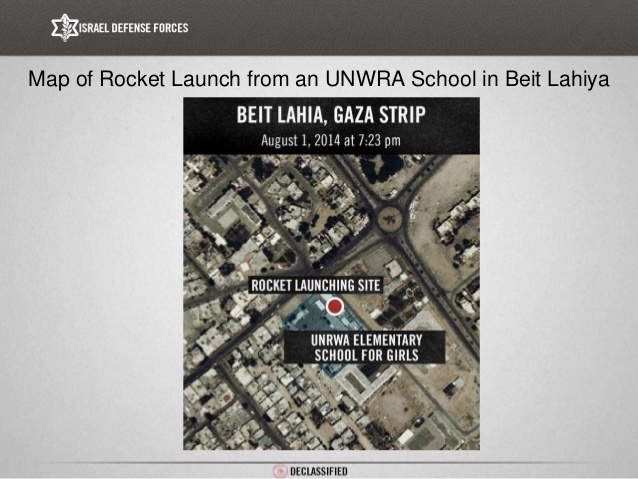 ISRAEL DEFENSE FORCES
Map of Rocket Launch from an UNWRA School in Beit Lahiya
BEIT LAHIA, GAZA STRIP
August 1, 2014 at 7:23 pm
ROCKET LAUNCHING SITE
UNRWA ELEMENTARY
SCHOOL FOR GIRLS
DECLASSIFIED